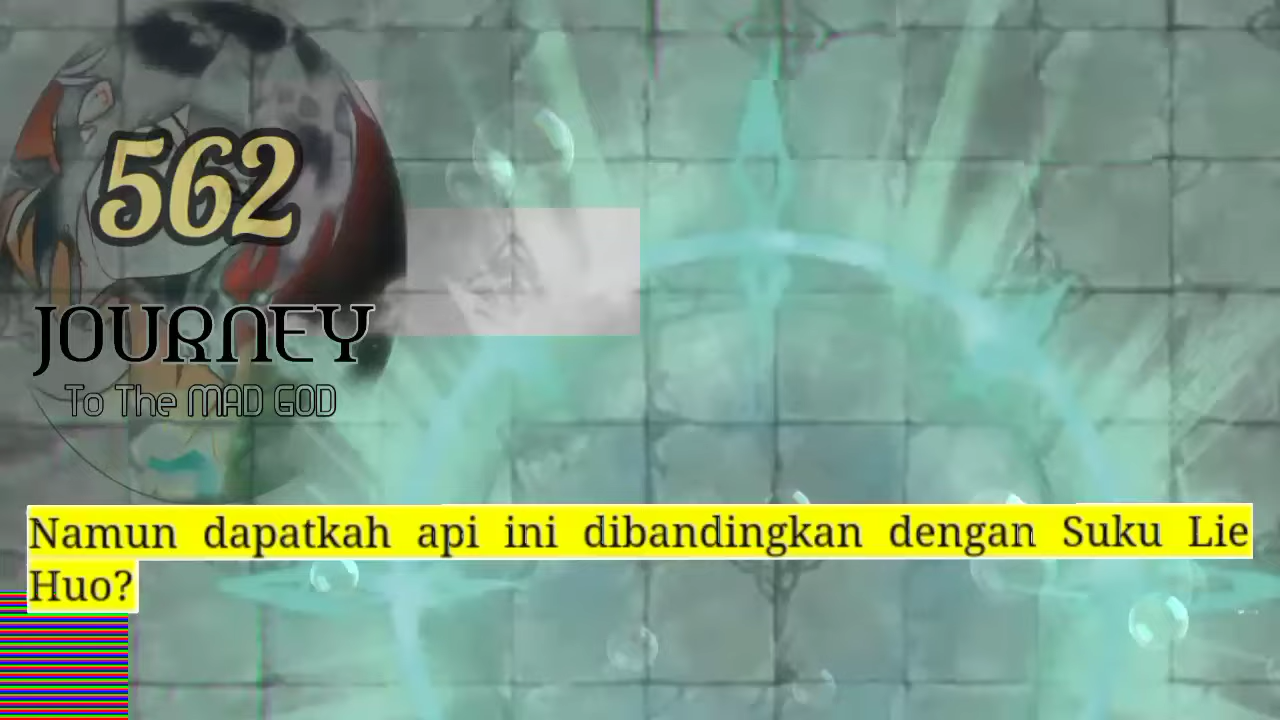 562
JOURNEY
To The MAD GOD
Namun dapatkah api ini dibandingkan dengan Suku Lie
Huo?